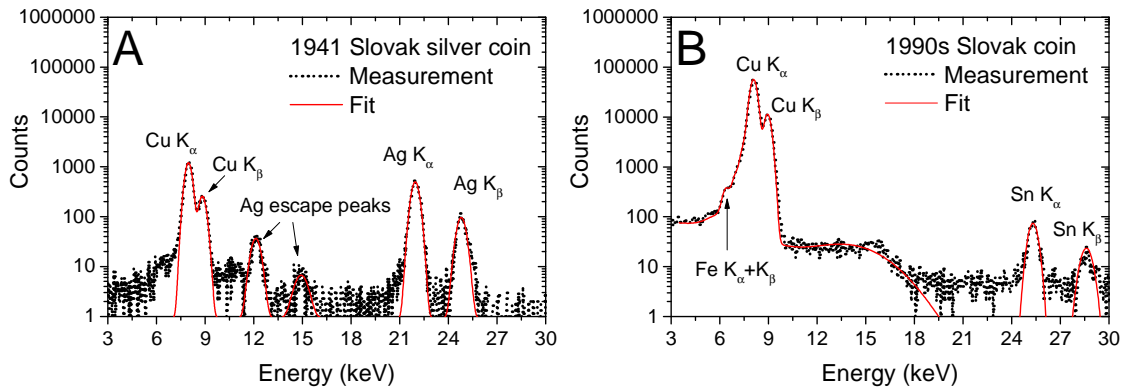 A
1941 Slovak silver coin
Measurement
Fit
Cu Kα
Cu Kβ
Ag escape peaks
Ag Kα
Ag Kβ
Counts
1000000
100000
10000
1000
100
10
1
3 6 9 12 15 18 21 24 27 30
Energy (keV)
B
1990s Slovak coin
Measurement
Fit
Cu Kα
Cu Kβ
Fe Kα+Kβ
Sn Kα
Sn Kβ
Counts
1000000
100000
10000
1000
100
10
1
3 6 9 12 15 18 21 24 27 30
Energy (keV)